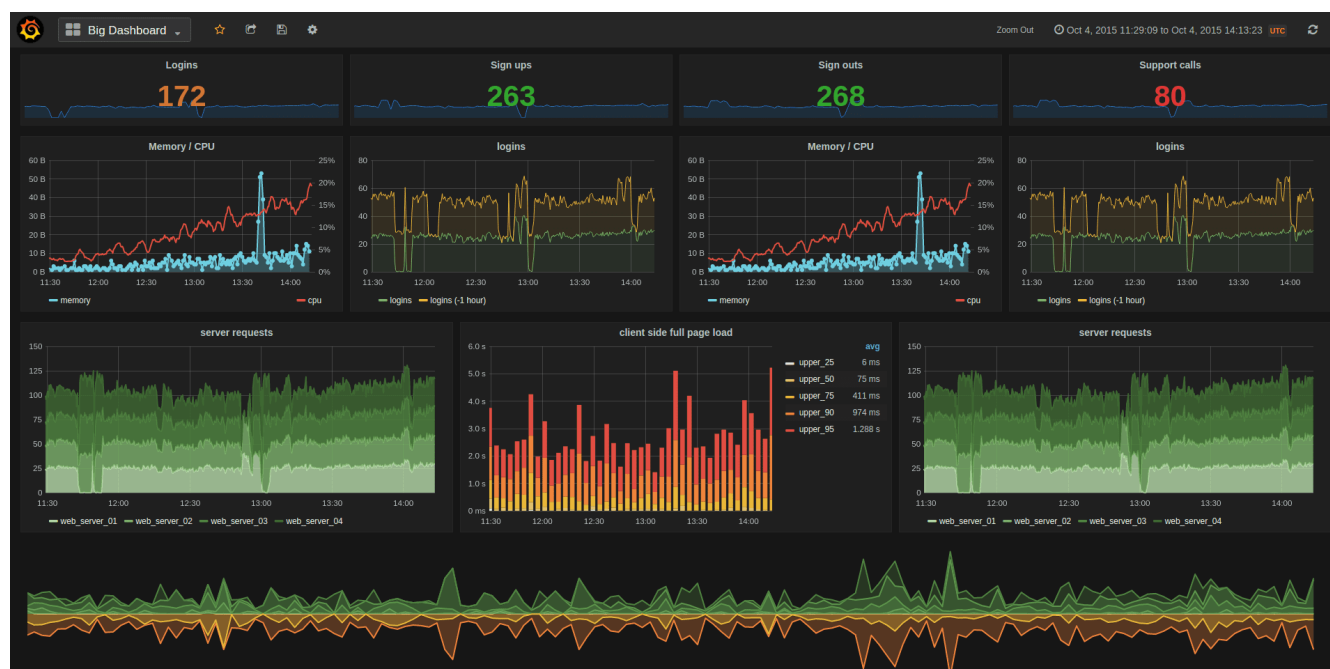 Big Dashboard
Zoom Out Oct 4, 2015 11:29:09 to Oct 4, 2015 14:13:23 UTC
Logins
172
Sign ups
263
Sign outs
268
Support calls
80
Memory / CPU
60 B
50 B
40 B
30 B
20 B
10 B
0 B
25%
20%
15%
10%
5%
0%
11:30 12:00 12:30 13:00 13:30 14:00
memory cpu
logins
80
60
40
20
0
11:30 12:00 12:30 13:00 13:30 14:00
logins logins (-1 hour)
Memory / CPU
60 B
50 B
40 B
30 B
20 B
10 B
0 B
25%
20%
15%
10%
5%
0%
11:30 12:00 12:30 13:00 13:30 14:00
memory cpu
logins
80
60
40
20
0
11:30 12:00 12:30 13:00 13:30 14:00
logins logins (-1 hour)
server requests
150
125
100
75
50
25
0
11:30 12:00 12:30 13:00 13:30 14:00
web_server_01 web_server_02 web_server_03 web_server_04
client side full page load
6.0 s
5.0 s
4.0 s
3.0 s
2.0 s
1.0 s
0 ms
11:30 12:00 12:30 13:00 13:30 14:00
avg
upper_25 6 ms
upper_50 75 ms
upper_75 411 ms
upper_90 974 ms
upper_95 1.288 s
server requests
150
125
100
75
50
25
0
11:30 12:00 12:30 13:00 13:30 14:00
web_server_01 web_server_02 web_server_03 web_server_04